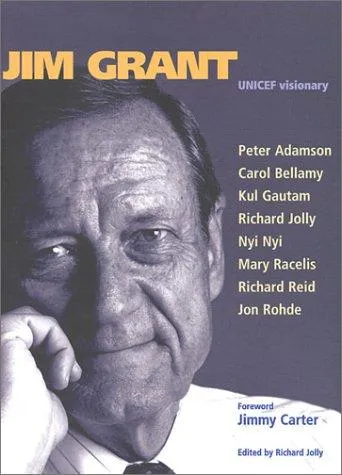 JIM GRANT
UNICEF visionary
Peter Adamson
Carol Bellamy
Kul Gautam
Richard Jolly
Nyi Nyi
Mary Racelis
Richard Reid
Jon Rohde
Foreword
Jimmy Carter
Edited by Richard Jolly